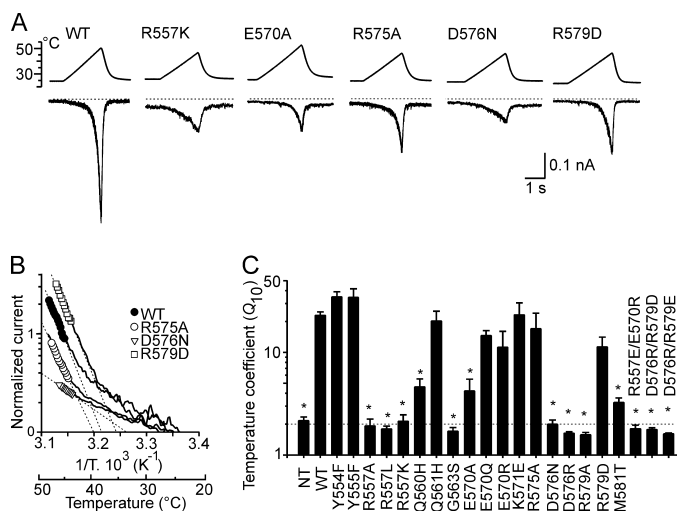 A
°C
WT
R557K
E570A
R575A
D576N
R579D
50
30
0.1 nA
1 s
B
Normalized current
1
0
WT
R575A
D576N
R579D
3.1 3.2 3.3 3.4
1/T. 10³ (K⁻¹)
50 40 30 20
Temperature (°C)
C
Temperature coefficient (Q₁₀)
50
10
1
* * * * * * * * * * * * * *
R557E/E570R
D576R/R579D
D576R/R579E
NT
WT
Y554F
Y555F
R557A
R557L
R557K
Q560H
Q561H
G563S
E570A
E570Q
E570R
K571E
R575A
D576N
D576R
R579A
R579D
M581T